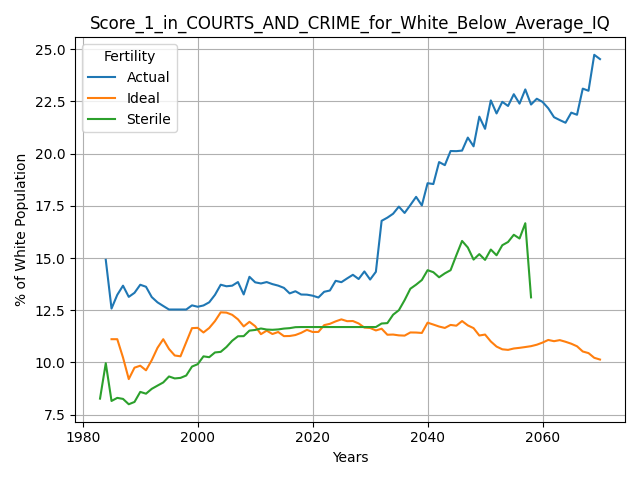 Score_1_in_COURTS_AND_CRIME_for_White_Below_Average_IQ
Fertility
Actual
Ideal
Sterile
% of White Population
25.0
22.5
20.0
17.5
15.0
12.5
10.0
7.5
1980
2000
2020
2040
2060
Years